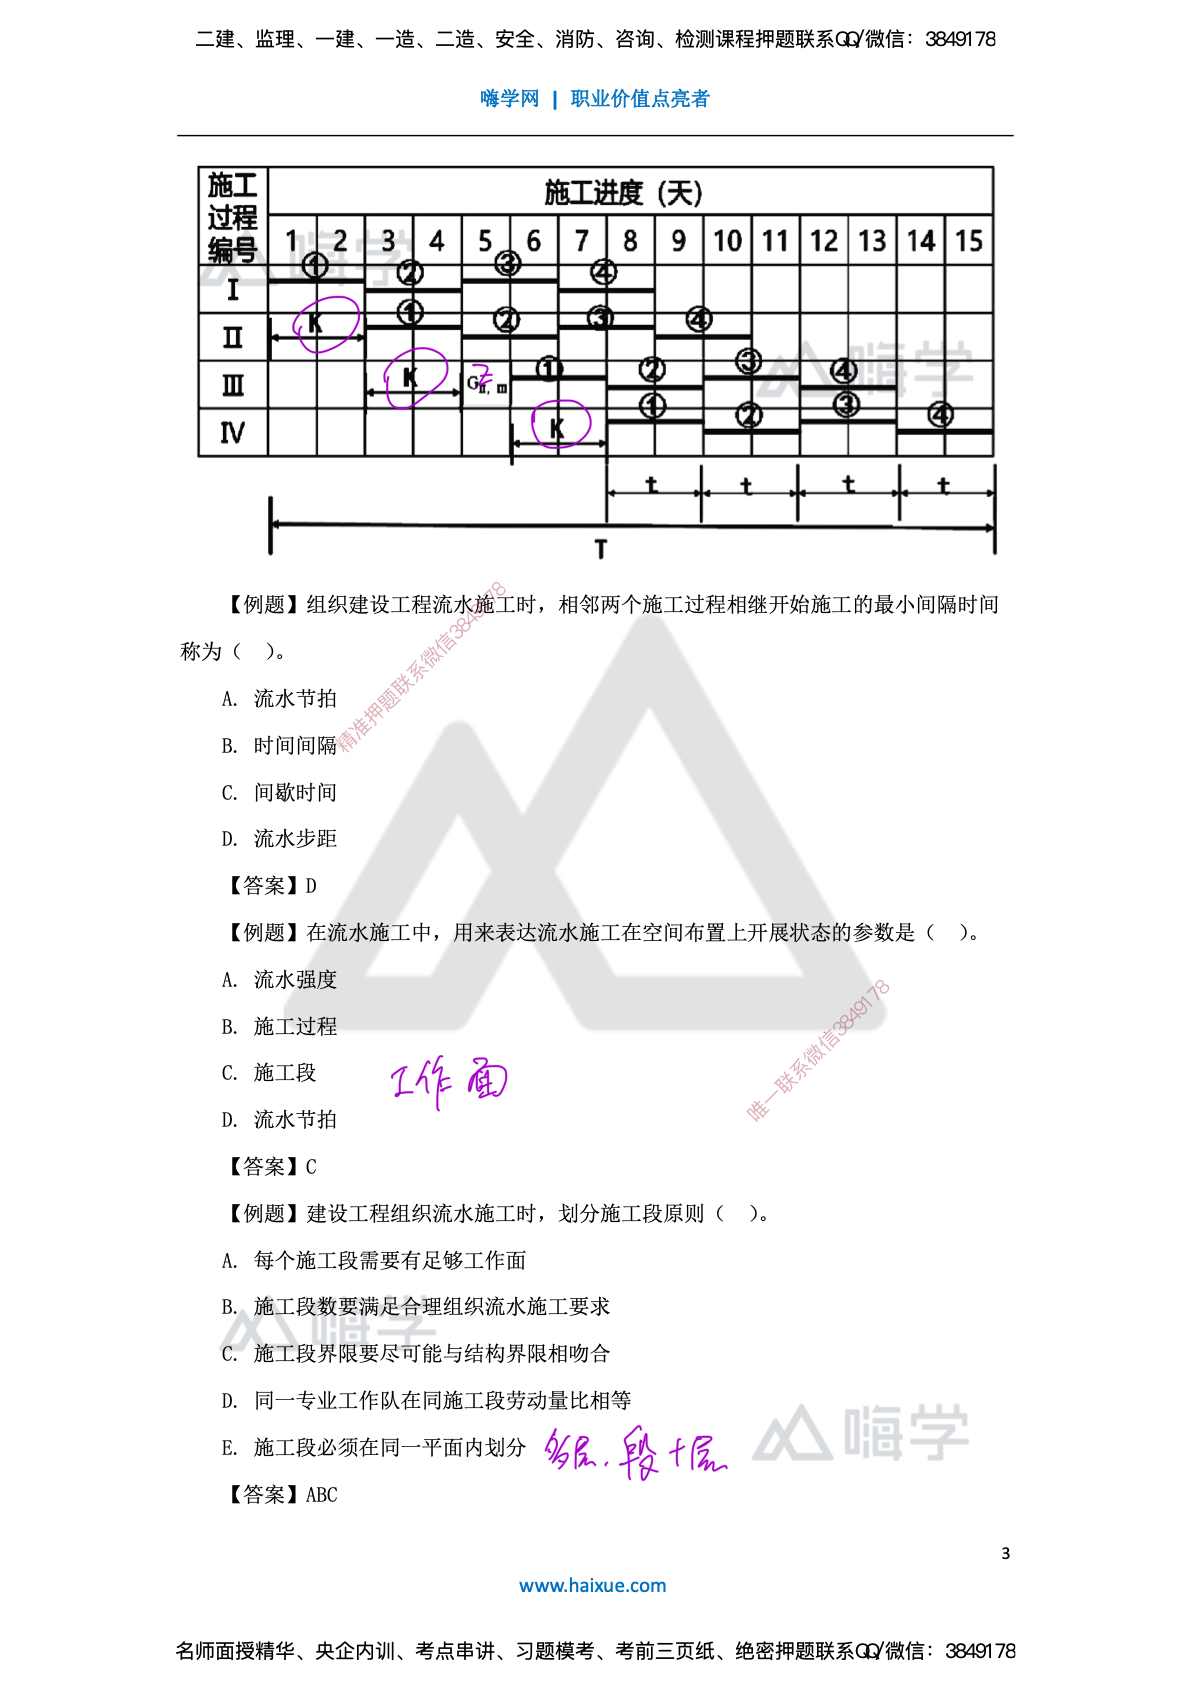 二建、监理、一建、一造、二造、安全、消防、咨询、检测课程押题联系QQ/微信：3849178
嗨学网 | 职业价值点亮者
施工过程编号 施工进度（天）
1 2 3 4 5 6 7 8 9 10 11 12 13 14 15
Ⅰ ① ② ③ ④
Ⅱ K ① ② ③ ④
Ⅲ K Z ① ② ③ ④
Ⅳ K ① ② ③ ④
t t t t
T
【例题】组织建设工程流水施工时，相邻两个施工过程相继开始施工的最小间隔时间
称为（ ）。
A. 流水节拍
B. 时间间隔
C. 间歇时间
D. 流水步距
【答案】D
【例题】在流水施工中，用来表达流水施工在空间布置上开展状态的参数是（ ）。
A. 流水强度
B. 施工过程
C. 施工段 工作面
D. 流水节拍
【答案】C
【例题】建设工程组织流水施工时，划分施工段原则（ ）。
A. 每个施工段需要有足够工作面
B. 施工段数要满足合理组织流水施工要求
C. 施工段界限要尽可能与结构界限相吻合
D. 同一专业工作队在同施工段劳动量比相等
E. 施工段必须在同一平面内划分 多层、段十层
【答案】ABC
精准押题联系微信3849178
唯一联系微信3849178
嗨学
嗨学
嗨学
嗨学
3
www.haixue.com
名师面授精华、央企内训、考点串讲、习题模考、考前三页纸、绝密押题联系QQ/微信：3849178